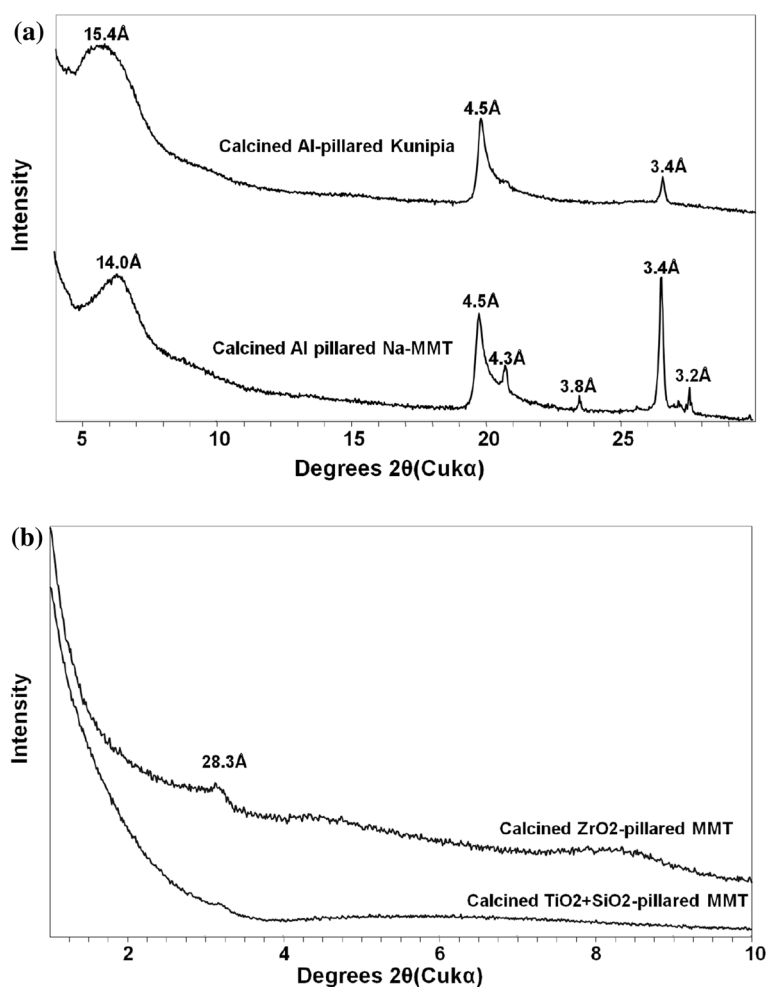 (a)
15.4Å
4.5Å
Calcined Al-pillared Kunipia
3.4Å
Intensity
14.0Å
3.4Å
4.5Å
Calcined Al pillared Na-MMT
4.3Å
3.8Å
3.2Å
5 10 15 20 25
Degrees 2θ(Cukα)
(b)
Intensity
28.3Å
Calcined ZrO2-pillared MMT
Calcined TiO2+SiO2-pillared MMT
2 4 6 8 10
Degrees 2θ(Cukα)